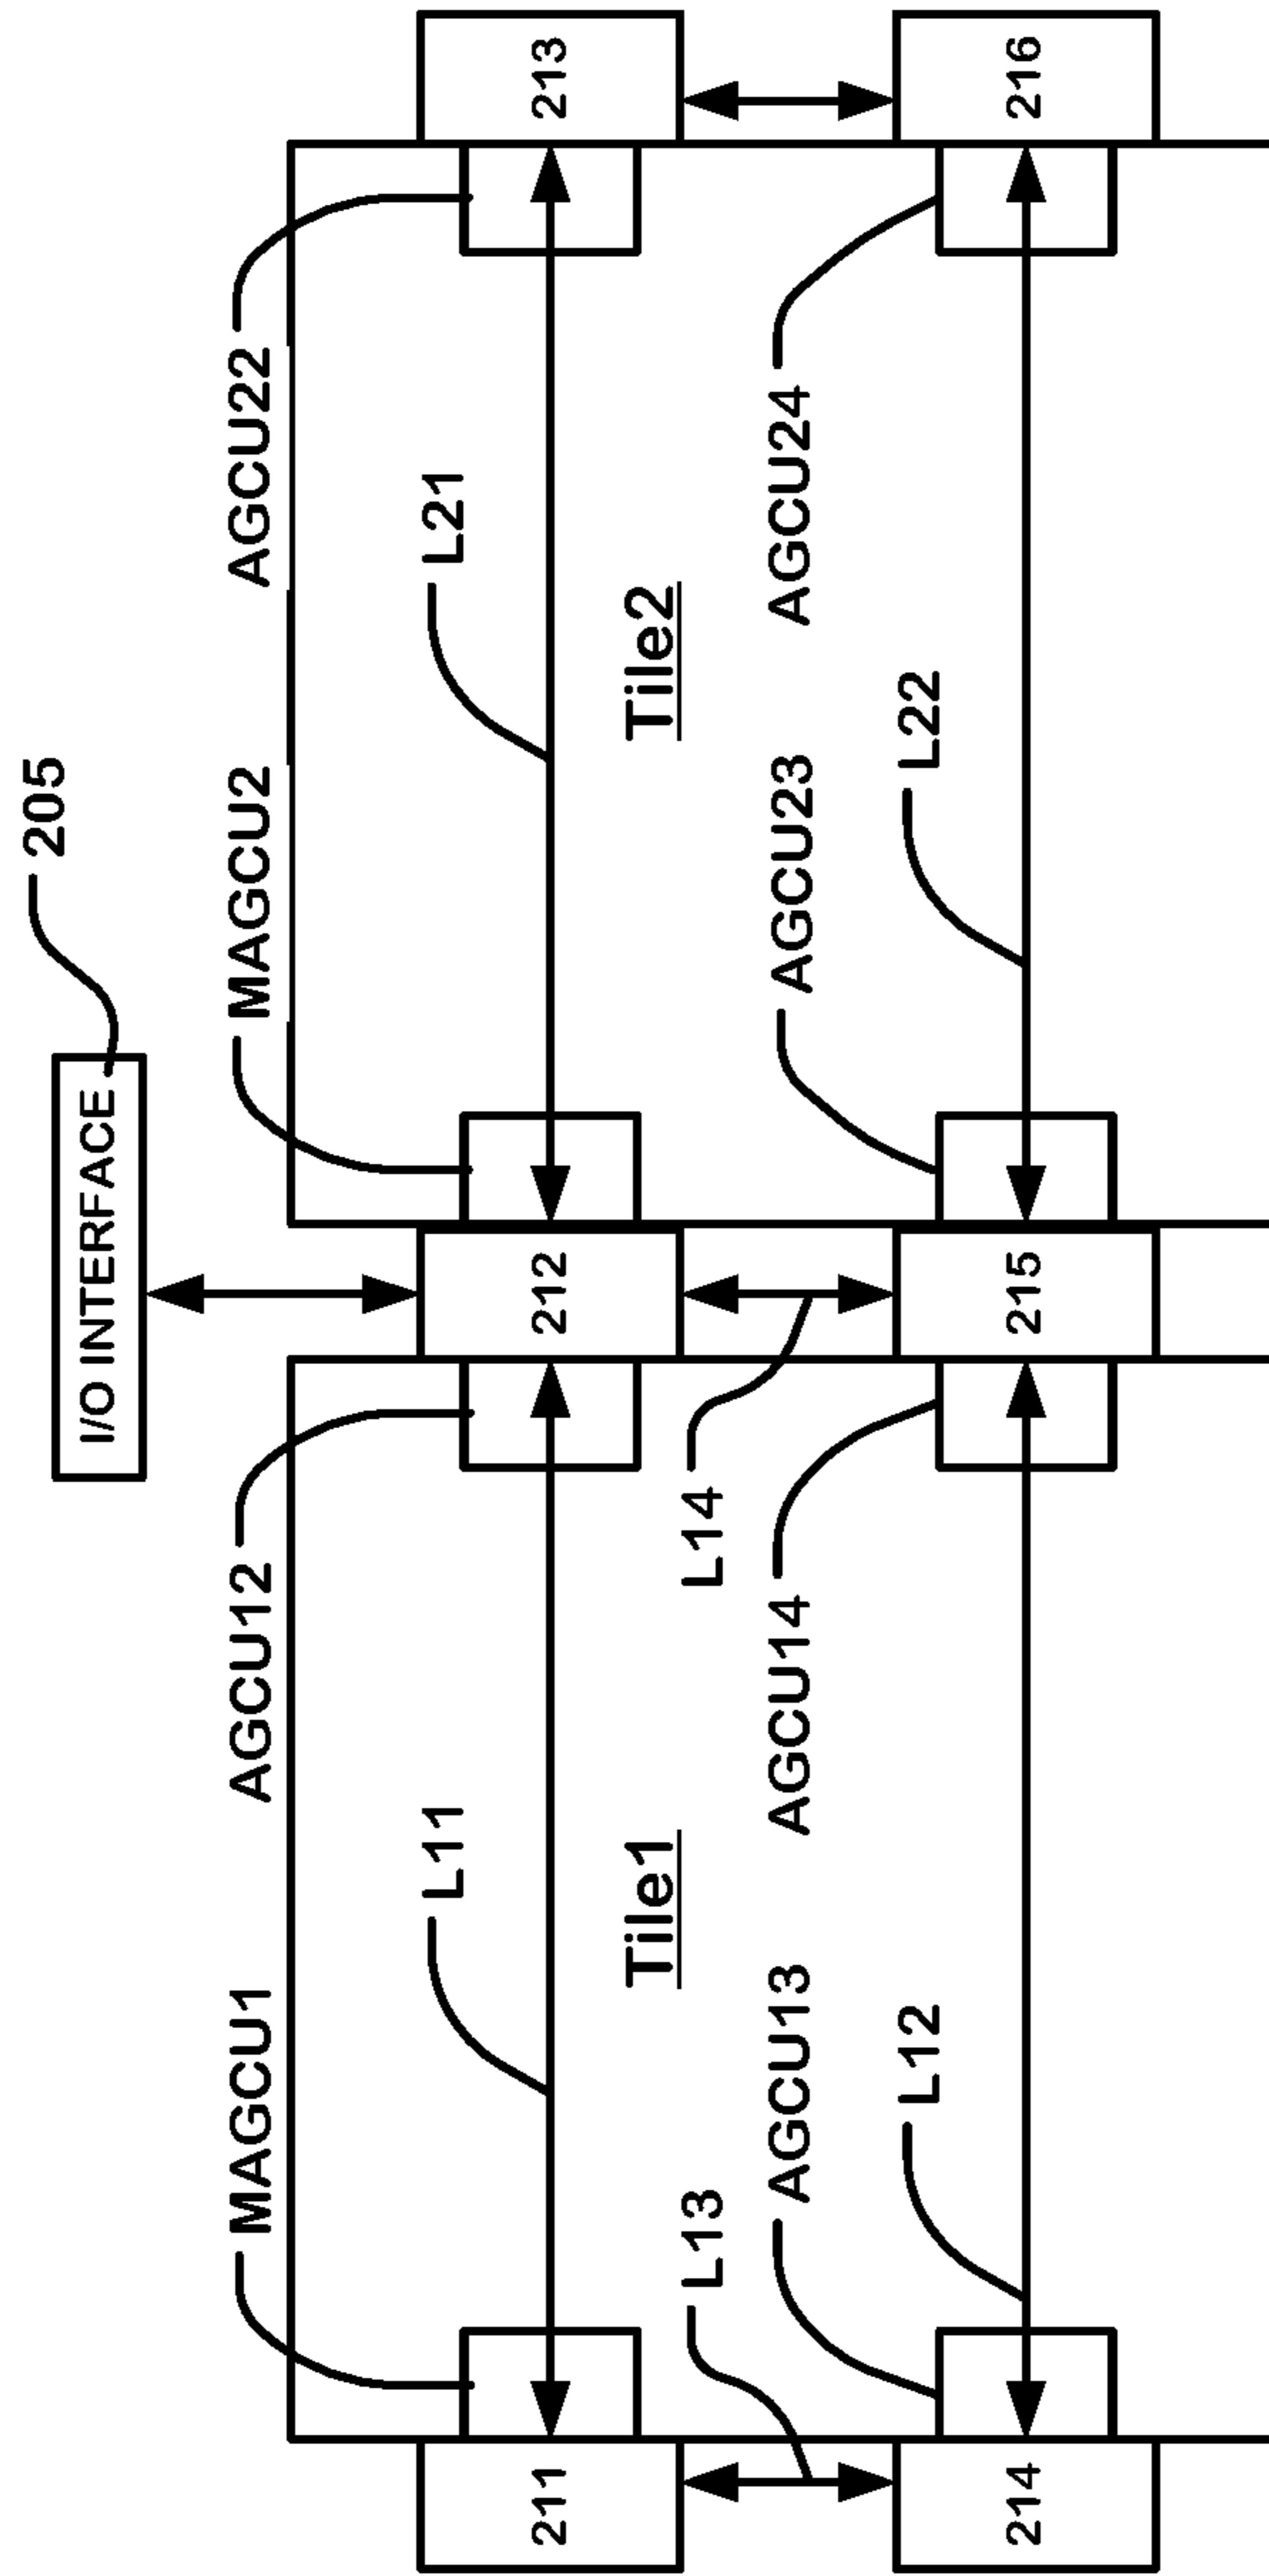 205
I/O INTERFACE
MAGCU1
AGCU12
MAGCU2
AGCU22
L11
L21
211
212
213
Tile1
Tile2
L13
L14
AGCU13
AGCU14
AGCU23
AGCU24
L12
L22
214
215
216